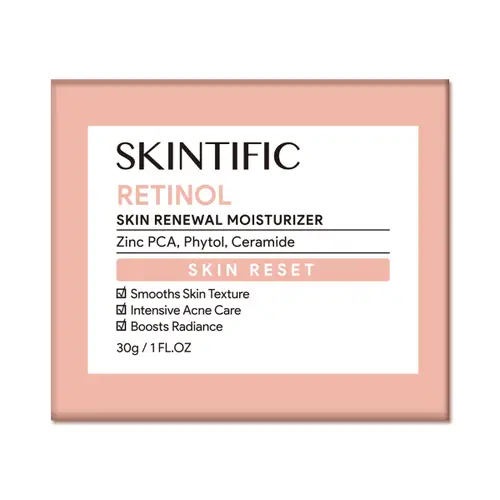 SKINTIFIC
RETINOL
SKIN RENEWAL MOISTURIZER
Zinc PCA, Phytol, Ceramide
SKIN RESET
☑ Smooths Skin Texture
☑ Intensive Acne Care
☑ Boosts Radiance
30g / 1 FL.OZ